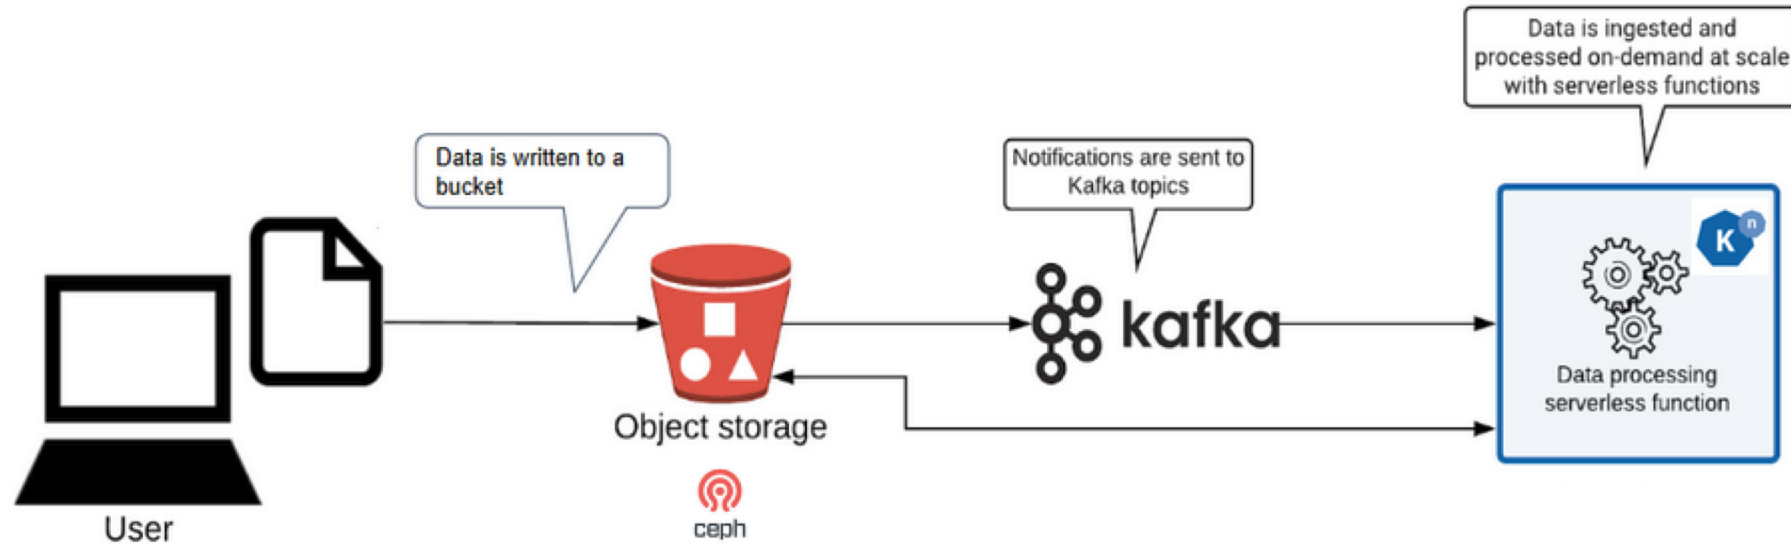 Data is written to a
bucket
Notifications are sent to
Kafka topics
Data is ingested and
processed on-demand at scale
with serverless functions
User
Object storage
ceph
kafka
K
n
Data processing
serverless function